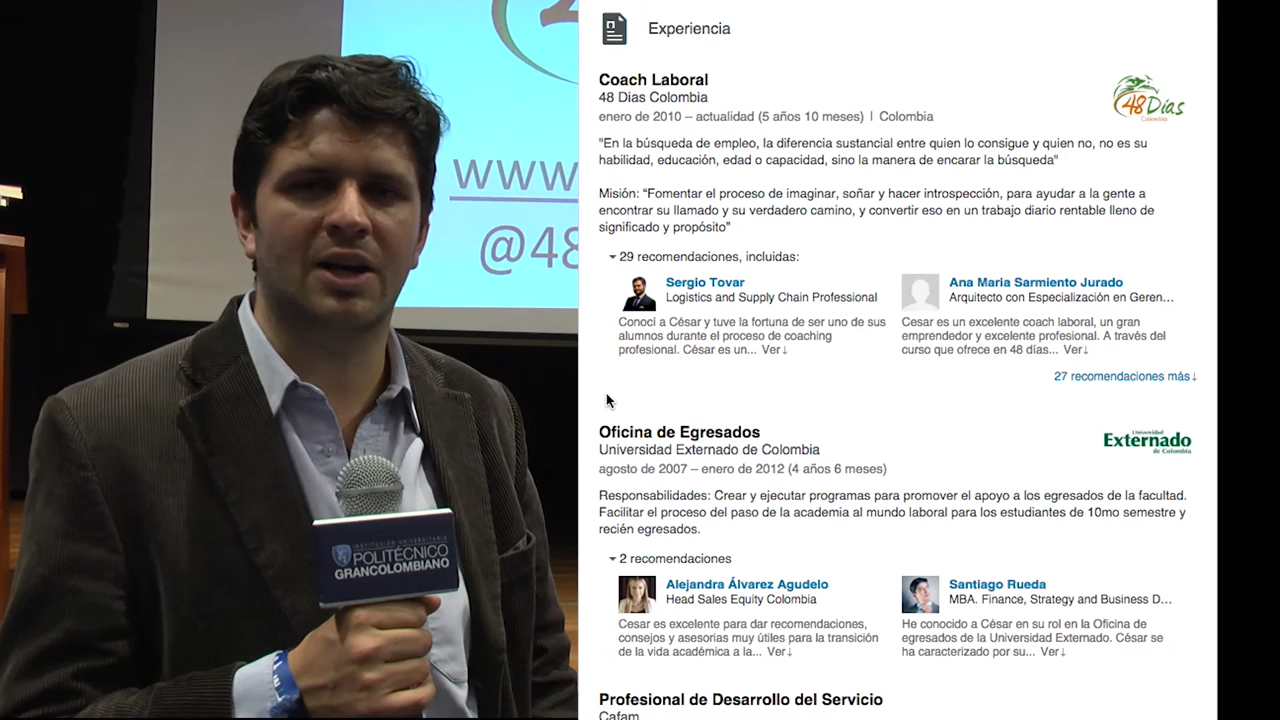 www
@48
INSTITUCIÓN UNIVERSITARIA
POLITÉCNICO
GRANCOLOMBIANO
Experiencia
Coach Laboral
48 Dias Colombia
enero de 2010 – actualidad (5 años 10 meses) | Colombia
48Días
Colombia
"En la búsqueda de empleo, la diferencia sustancial entre quien lo consigue y quien no, no es su
habilidad, educación, edad o capacidad, sino la manera de encarar la búsqueda"
Misión: “Fomentar el proceso de imaginar, soñar y hacer introspección, para ayudar a la gente a
encontrar su llamado y su verdadero camino, y convertir eso en un trabajo diario rentable lleno de
significado y propósito”
29 recomendaciones, incluidas:
Sergio Tovar
Logistics and Supply Chain Professional
Conocí a César y tuve la fortuna de ser uno de sus
alumnos durante el proceso de coaching
profesional. César es un... Ver↓
Ana Maria Sarmiento Jurado
Arquitecto con Especialización en Geren...
Cesar es un excelente coach laboral, un gran
emprendedor y excelente profesional. A través del
curso que ofrece en 48 días... Ver↓
27 recomendaciones más↓
Oficina de Egresados
Universidad Externado de Colombia
agosto de 2007 – enero de 2012 (4 años 6 meses)
Universidad
Externado
de Colombia
Responsabilidades: Crear y ejecutar programas para promover el apoyo a los egresados de la facultad.
Facilitar el proceso del paso de la academia al mundo laboral para los estudiantes de 10mo semestre y
recién egresados.
2 recomendaciones
Alejandra Álvarez Agudelo
Head Sales Equity Colombia
Cesar es excelente para dar recomendaciones,
consejos y asesorias muy útiles para la transición
de la vida académica a la... Ver↓
Santiago Rueda
MBA. Finance, Strategy and Business D...
He conocido a César en su rol en la Oficina de
egresados de la Universidad Externado. César se
ha caracterizado por su... Ver↓
Profesional de Desarrollo del Servicio
Cafam